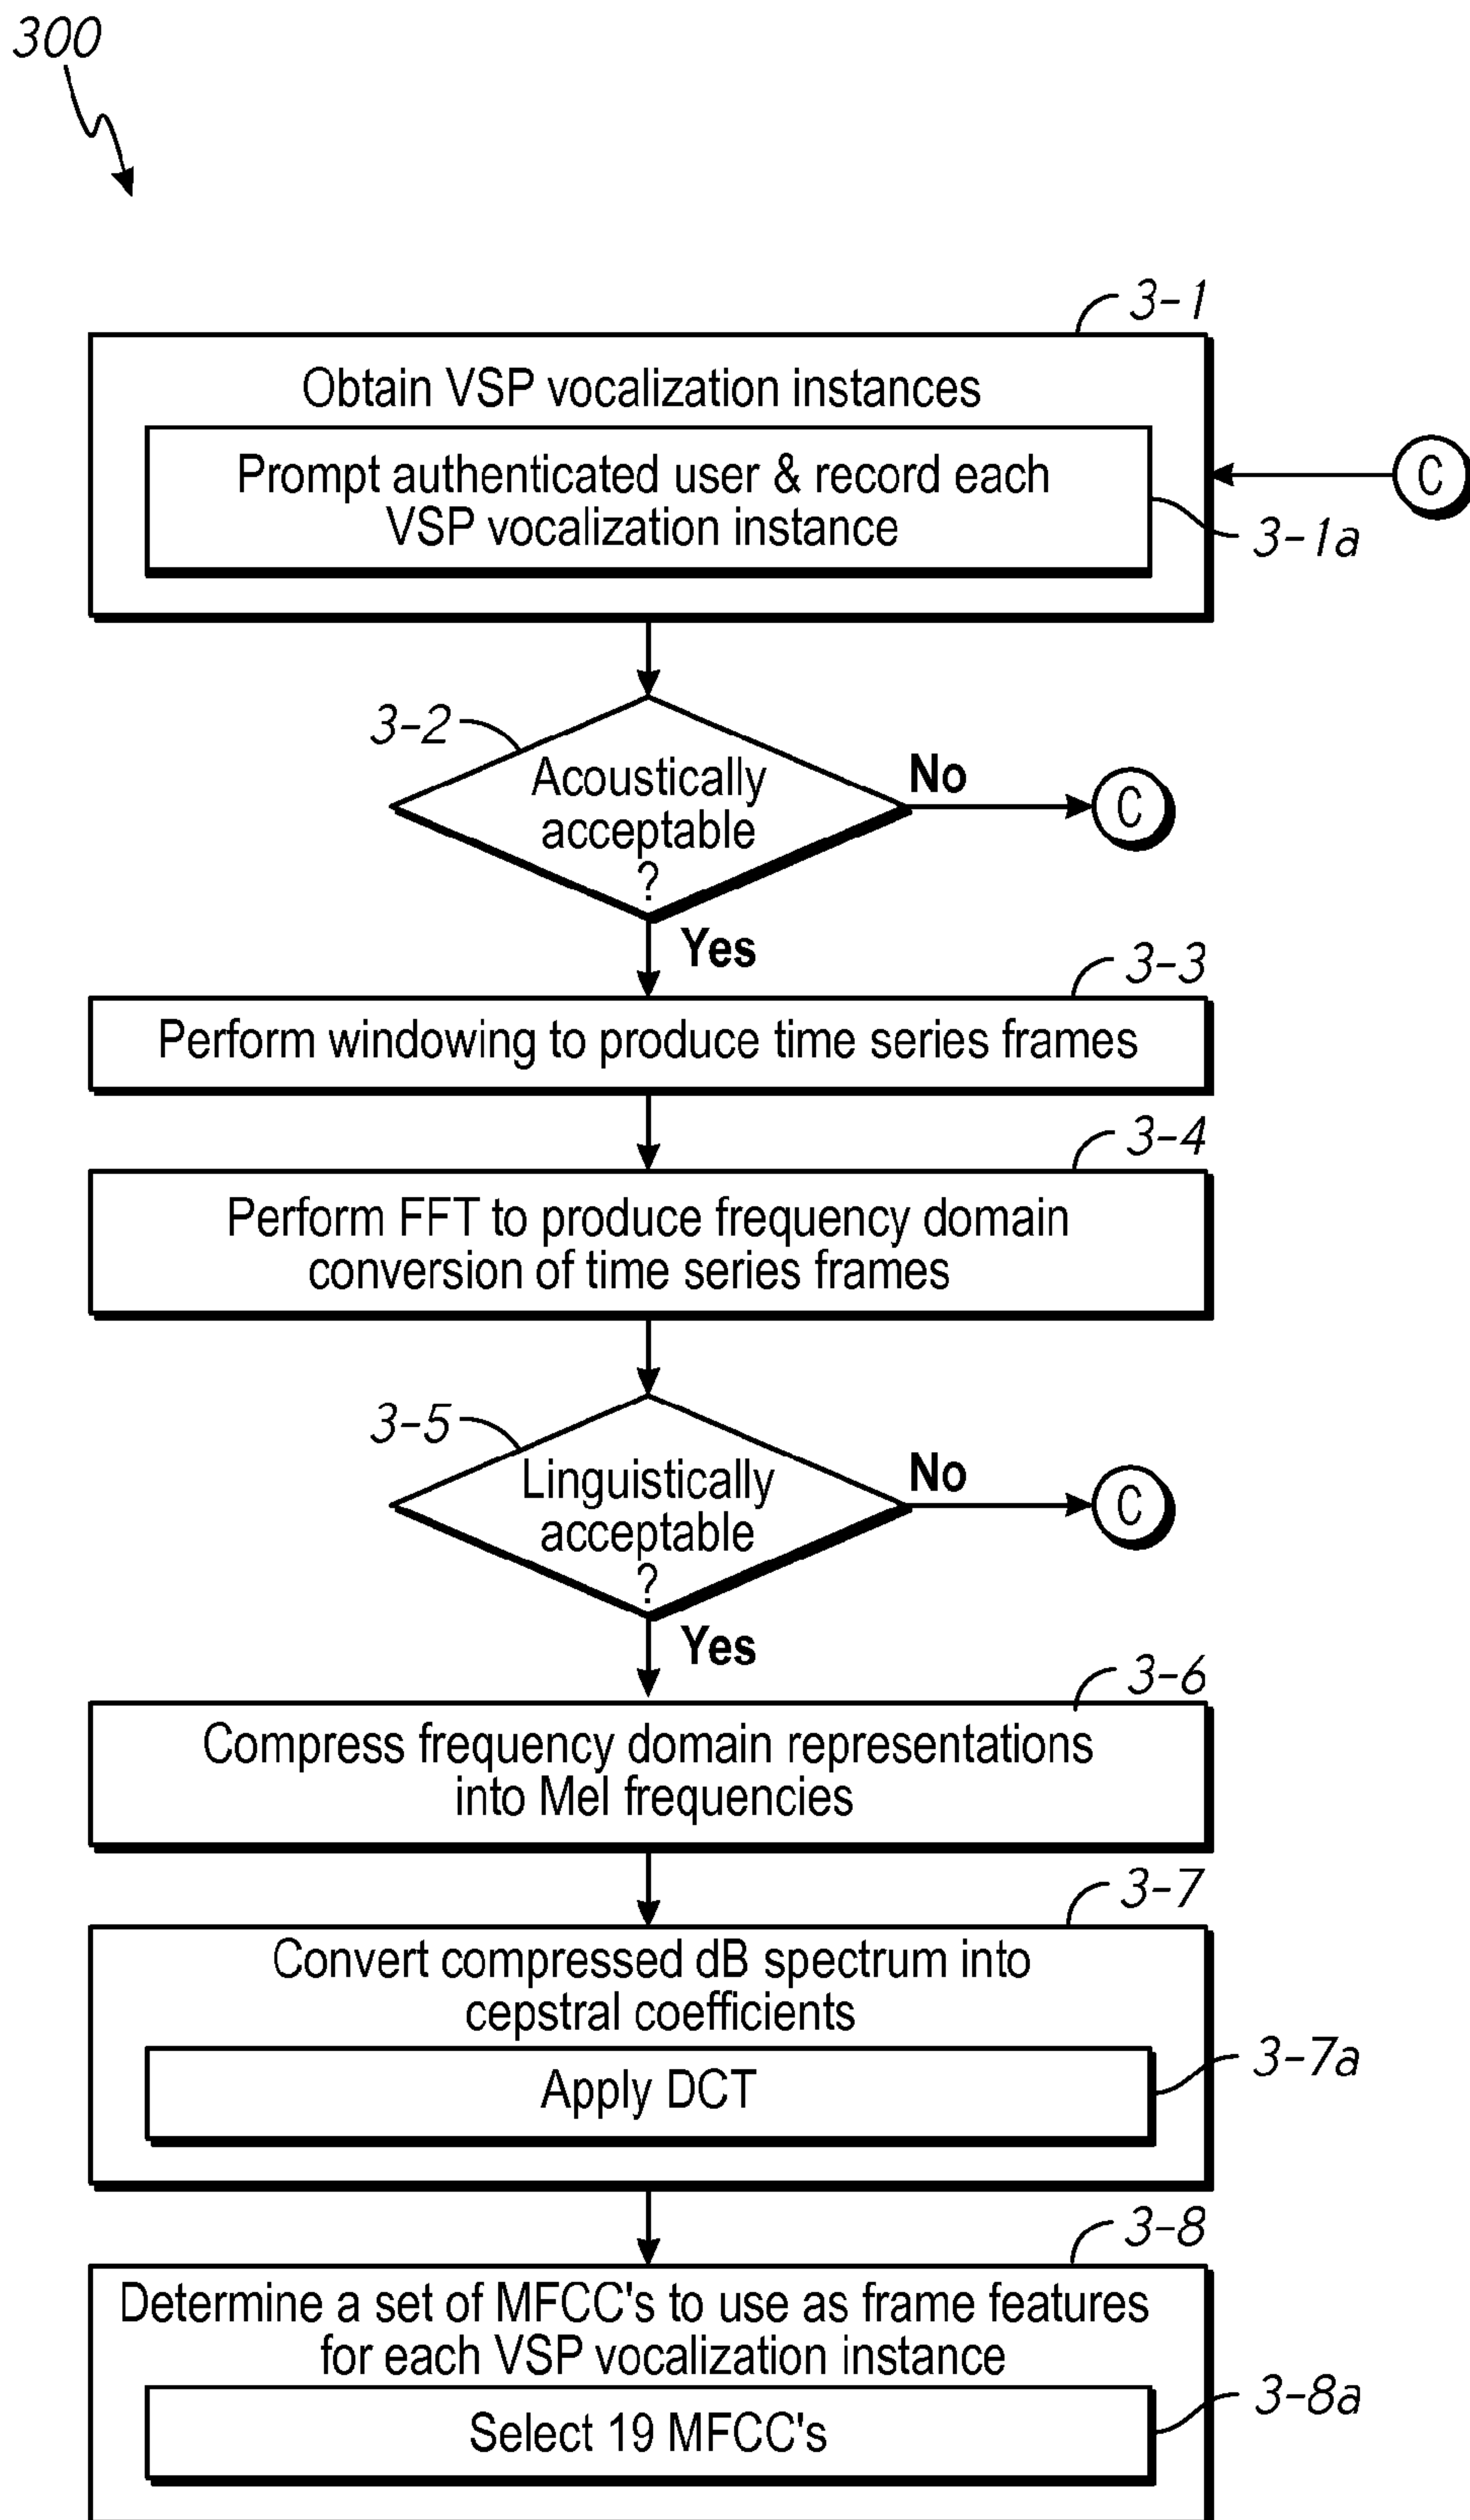 300
3-1
Obtain VSP vocalization instances
Prompt authenticated user & record each
VSP vocalization instance
C
3-1a
3-2
Acoustically
acceptable
?
No
C
Yes
3-3
Perform windowing to produce time series frames
3-4
Perform FFT to produce frequency domain
conversion of time series frames
3-5
Linguistically
acceptable
?
No
C
Yes
3-6
Compress frequency domain representations
into Mel frequencies
3-7
Convert compressed dB spectrum into
cepstral coefficients
3-7a
Apply DCT
3-8
Determine a set of MFCC's to use as frame features
for each VSP vocalization instance
3-8a
Select 19 MFCC's